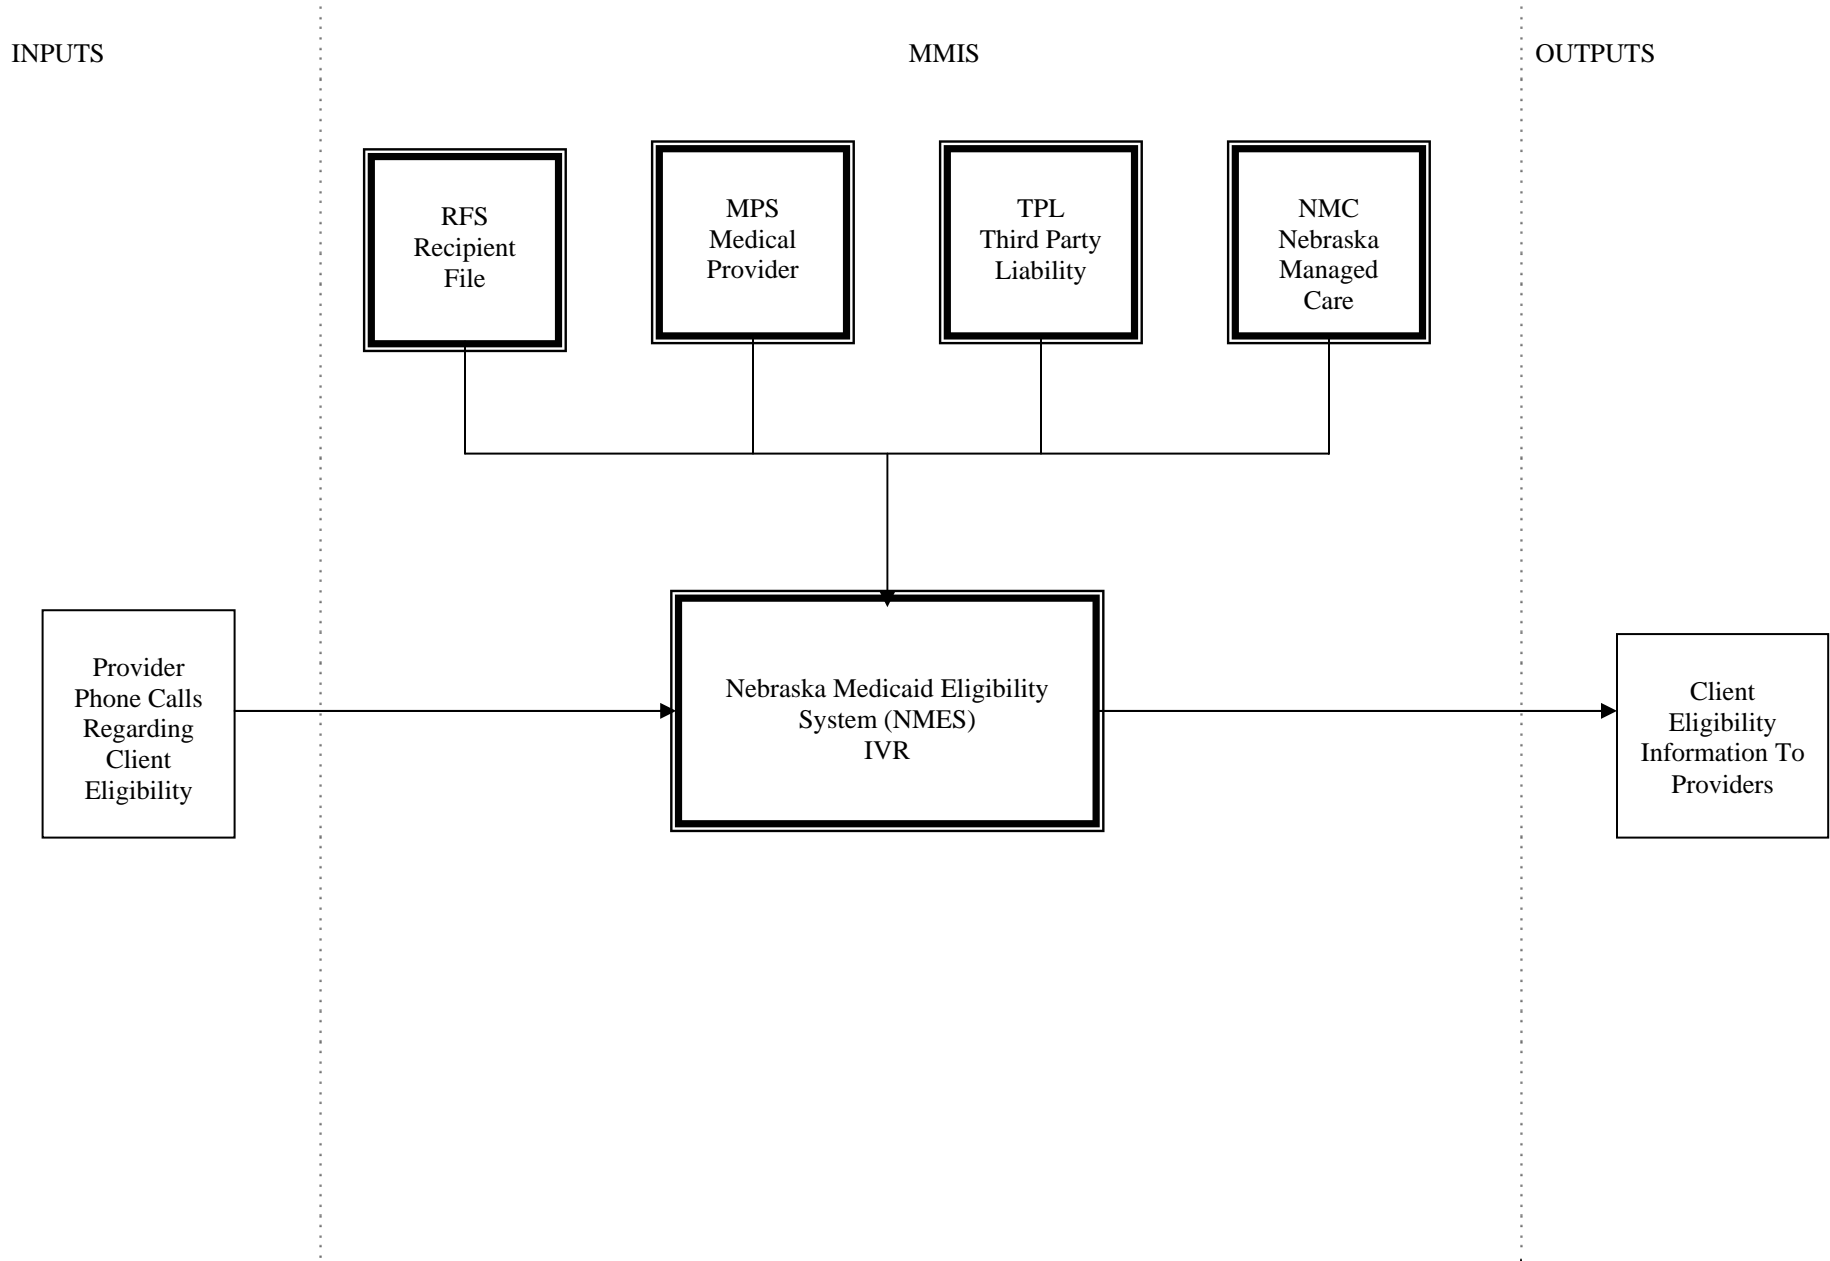 INPUTS
MMIS
OUTPUTS
RFS
Recipient
File
MPS
Medical
Provider
TPL
Third Party
Liability
NMC
Nebraska
Managed
Care
Provider
Phone Calls
Regarding
Client
Eligibility
Nebraska Medicaid Eligibility
System (NMES)
IVR
Client
Eligibility
Information To
Providers